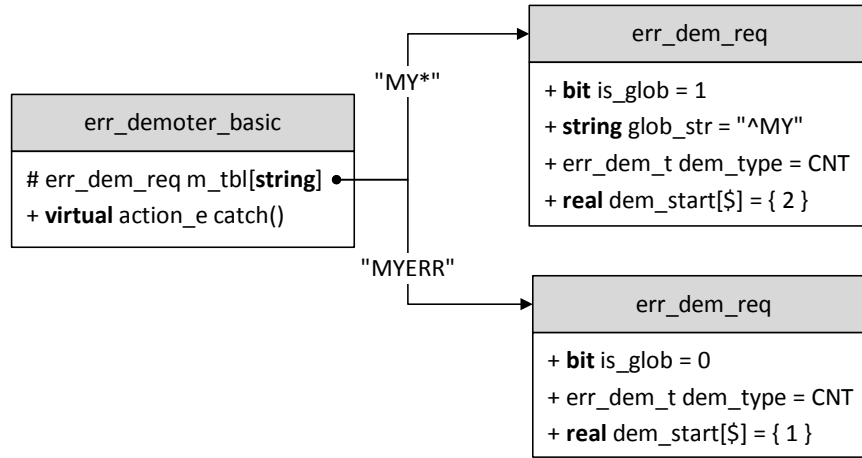 err_demoter_basic
# err_dem_req m_tbl[string]
+ virtual action_e catch()
"MY*"
"MYERR"
err_dem_req
+ bit is_glob = 1
+ string glob_str = "^MY"
+ err_dem_t dem_type = CNT
+ real dem_start[$] = { 2 }
err_dem_req
+ bit is_glob = 0
+ err_dem_t dem_type = CNT
+ real dem_start[$] = { 1 }